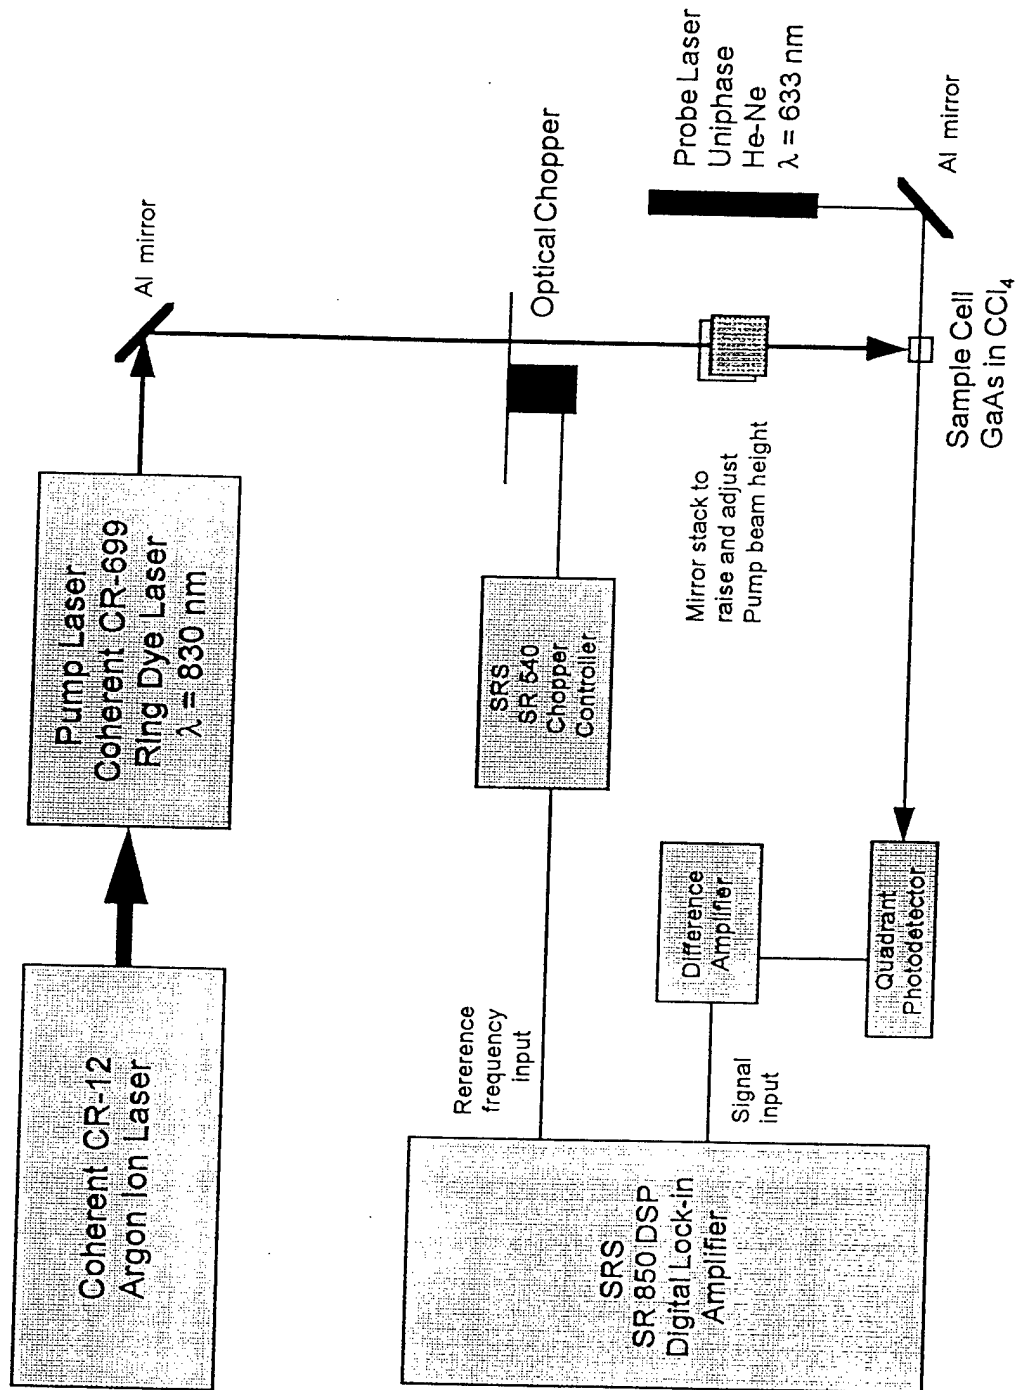 Coherent CR-12
Argon Ion Laser
Pump Laser
Coherent CR-699
Ring Dye Laser
λ = 830 nm
Al mirror
Optical Chopper
SRS
SR 540
Chopper
Controller
Rererence
frequency
input
Mirror stack to
raise and adjust
Pump beam height
Probe Laser
Uniphase
He-Ne
λ = 633 nm
Al mirror
Sample Cell
GaAs in CCl₄
Difference
Amplifier
Quadrant
Photodetector
Signal
input
SRS
SR 850 DSP
Digital Lock-in
Amplifier